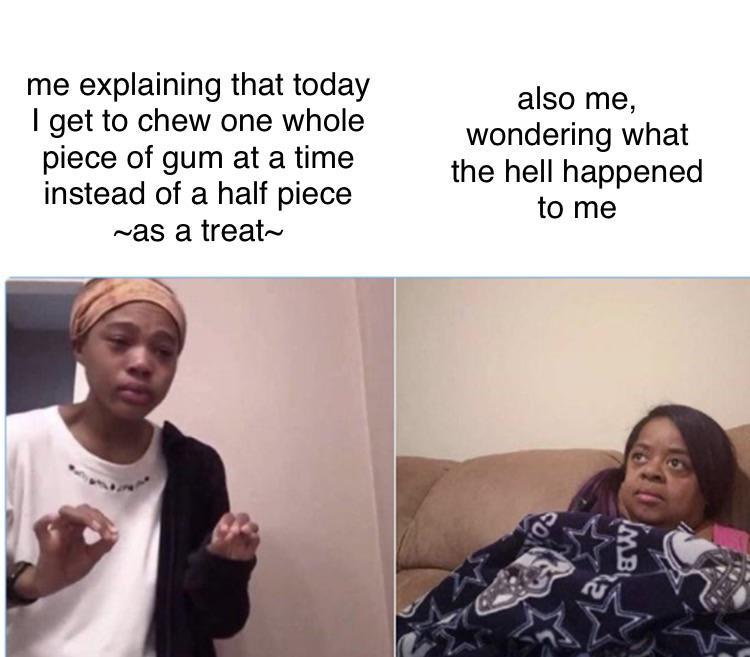 me explaining that today
I get to chew one whole
piece of gum at a time
instead of a half piece
~as a treat~
also me,
wondering what
the hell happened
to me